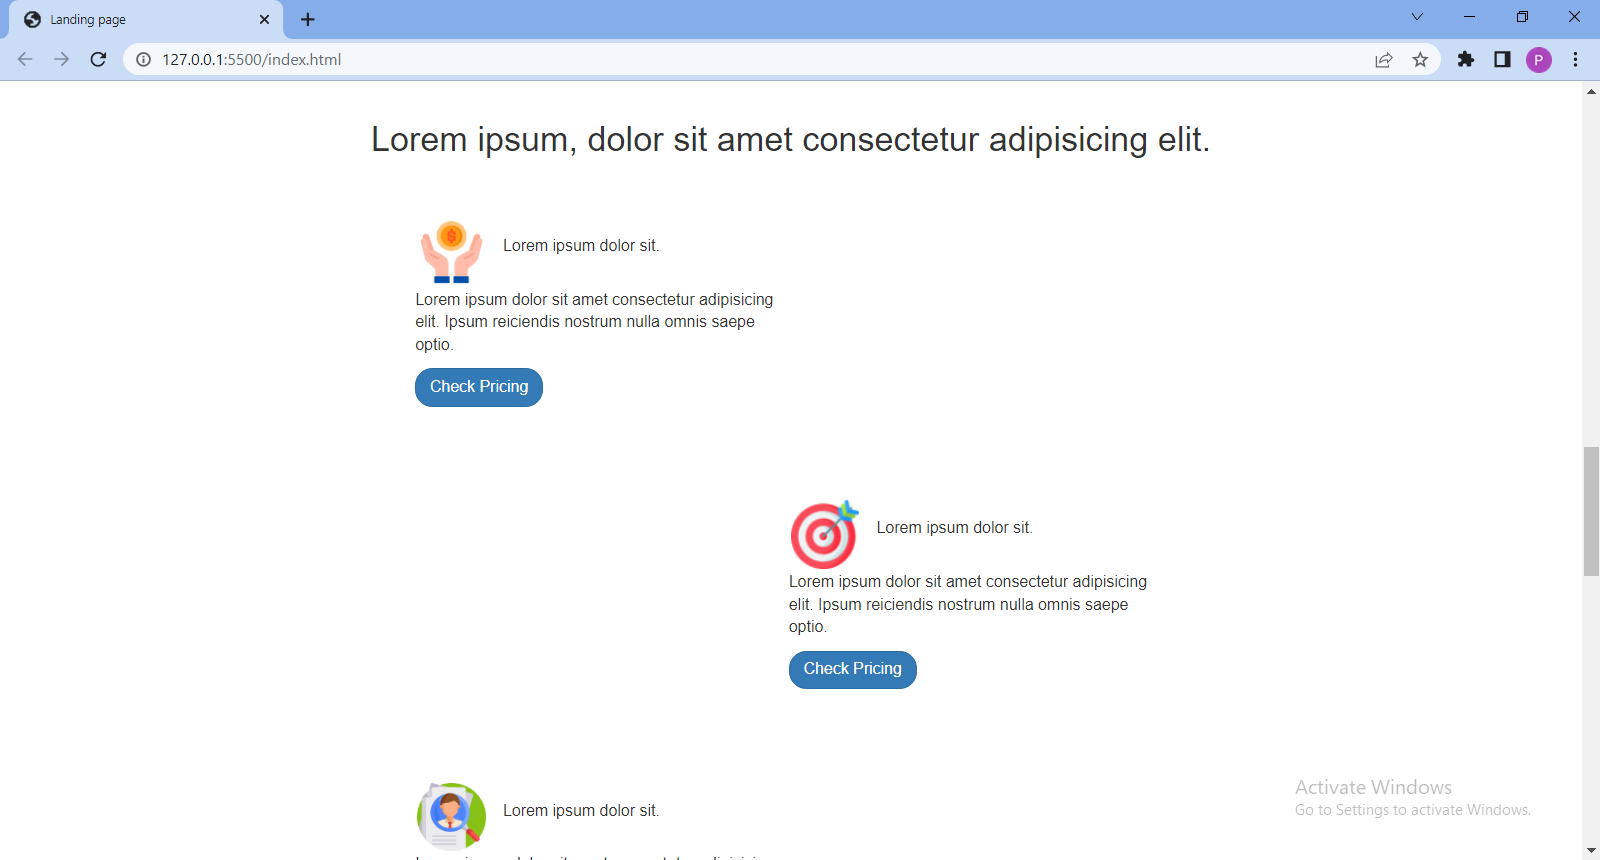 Landing page
127.0.0.1:5500/index.html
P
Lorem ipsum, dolor sit amet consectetur adipisicing elit.
$
Lorem ipsum dolor sit.
Lorem ipsum dolor sit amet consectetur adipisicing
elit. Ipsum reiciendis nostrum nulla omnis saepe
optio.
Check Pricing
Lorem ipsum dolor sit.
Lorem ipsum dolor sit amet consectetur adipisicing
elit. Ipsum reiciendis nostrum nulla omnis saepe
optio.
Check Pricing
Lorem ipsum dolor sit.
Activate Windows
Go to Settings to activate Windows.